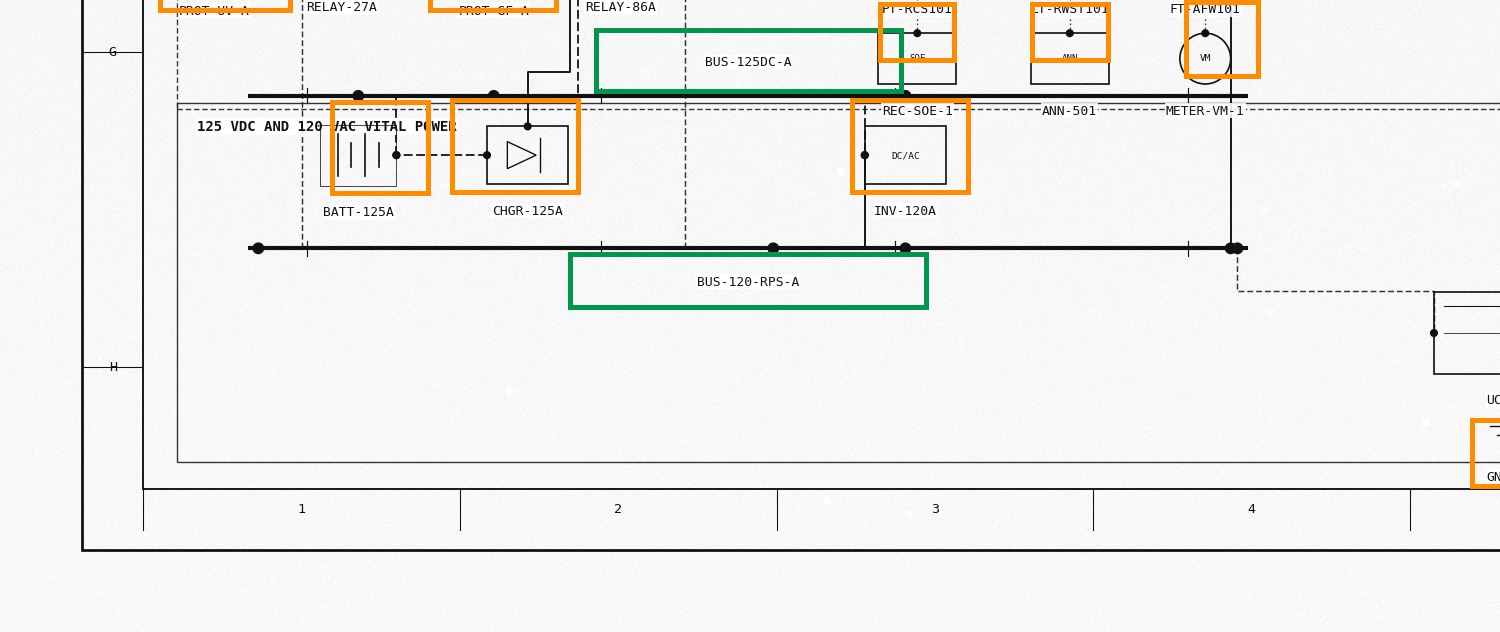 PROT-UV-A
RELAY-27A
PROT-GF-A
RELAY-86A
PT-RCS101
LT-RWST101
FT-AFW101
G
BUS-125DC-A
SOE
ANN
VM
REC-SOE-1
ANN-501
METER-VM-1
125 VDC AND 120 VAC VITAL POWER
DC/AC
BATT-125A
CHGR-125A
INV-120A
BUS-120-RPS-A
H
UC
GN
1
2
3
4